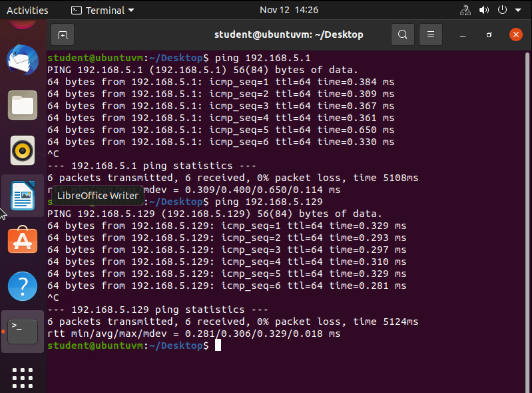 Activities
Terminal
Nov 12 14:26
student@ubuntuvm: ~/Desktop
student@ubuntuvm:~/Desktop$ ping 192.168.5.1
PING 192.168.5.1 (192.168.5.1) 56(84) bytes of data.
64 bytes from 192.168.5.1: icmp_seq=1 ttl=64 time=0.384 ms
64 bytes from 192.168.5.1: icmp_seq=2 ttl=64 time=0.309 ms
64 bytes from 192.168.5.1: icmp_seq=3 ttl=64 time=0.367 ms
64 bytes from 192.168.5.1: icmp_seq=4 ttl=64 time=0.361 ms
64 bytes from 192.168.5.1: icmp_seq=5 ttl=64 time=0.650 ms
64 bytes from 192.168.5.1: icmp_seq=6 ttl=64 time=0.330 ms
^C
--- 192.168.5.1 ping statistics ---
6 packets transmitted, 6 received, 0% packet loss, time 5108ms
LibreOffice Writer
/mdev = 0.309/0.400/0.650/0.114 ms
student@ubuntuvm:~/Desktop$ ping 192.168.5.129
PING 192.168.5.129 (192.168.5.129) 56(84) bytes of data.
64 bytes from 192.168.5.129: icmp_seq=1 ttl=64 time=0.329 ms
64 bytes from 192.168.5.129: icmp_seq=2 ttl=64 time=0.293 ms
64 bytes from 192.168.5.129: icmp_seq=3 ttl=64 time=0.297 ms
64 bytes from 192.168.5.129: icmp_seq=4 ttl=64 time=0.310 ms
64 bytes from 192.168.5.129: icmp_seq=5 ttl=64 time=0.329 ms
64 bytes from 192.168.5.129: icmp_seq=6 ttl=64 time=0.281 ms
^C
--- 192.168.5.129 ping statistics ---
6 packets transmitted, 6 received, 0% packet loss, time 5124ms
rtt min/avg/max/mdev = 0.281/0.306/0.329/0.018 ms
student@ubuntuvm:~/Desktop$